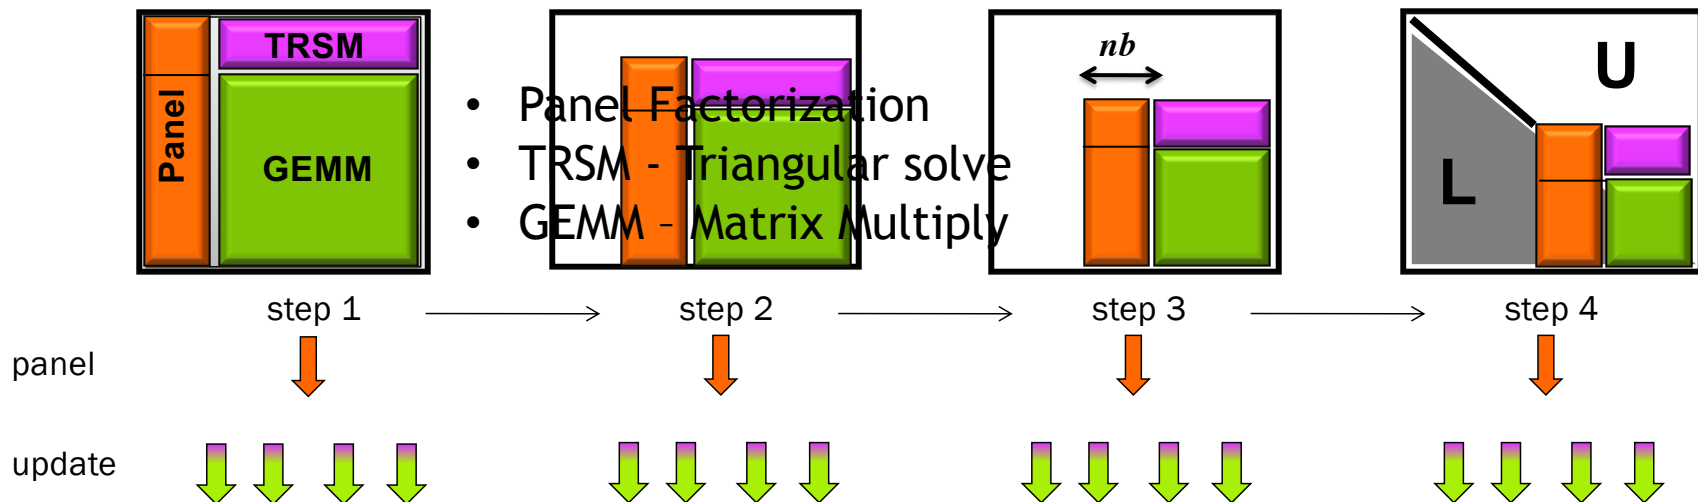 TRSM
Panel
GEMM
• Panel Factorization
• TRSM - Triangular solve
• GEMM - Matrix Multiply
nb
U
L
step 1
step 2
step 3
step 4
panel
update